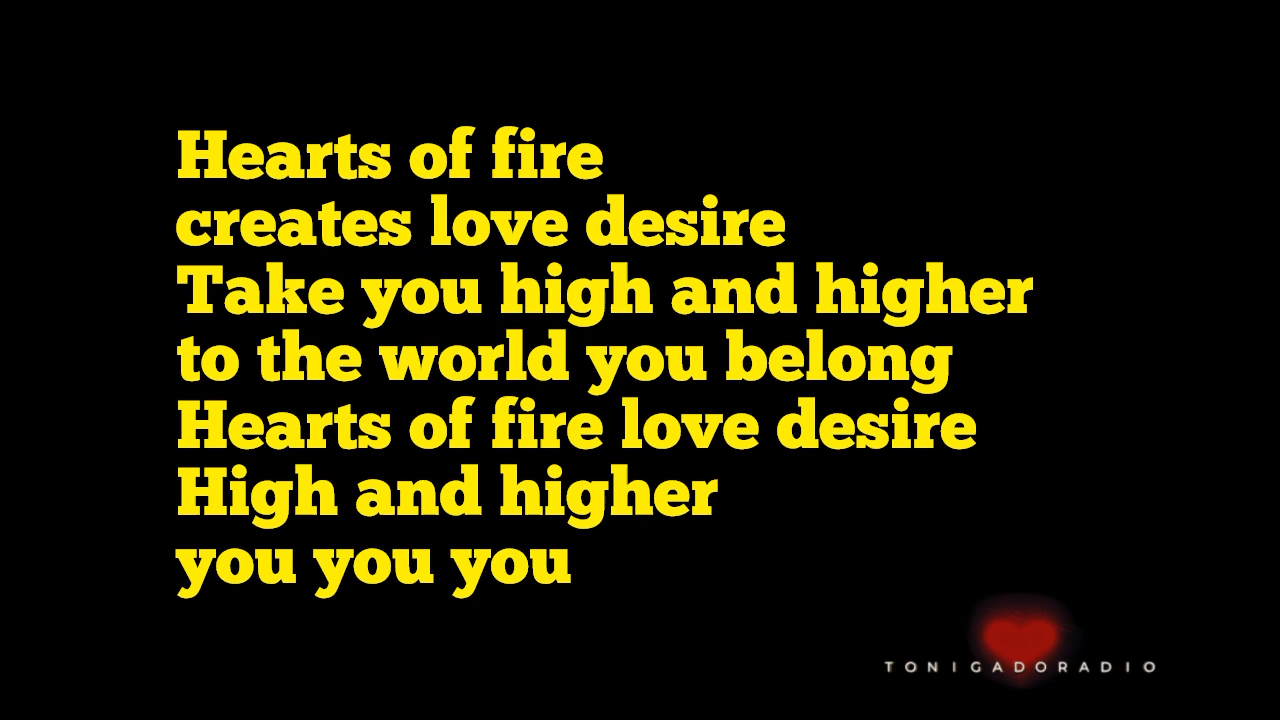 Hearts of fire
creates love desire
Take you high and higher
to the world you belong
Hearts of fire love desire
High and higher
you you you
TONIGADORADIO